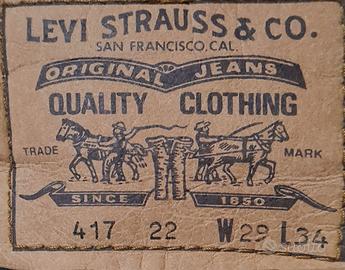 LEVI STRAUSS & CO.
SAN FRANCISCO, CAL.
ORIGINAL JEANS
QUALITY CLOTHING
TRADE MARK
SINCE 1850
417 22 W29 L34